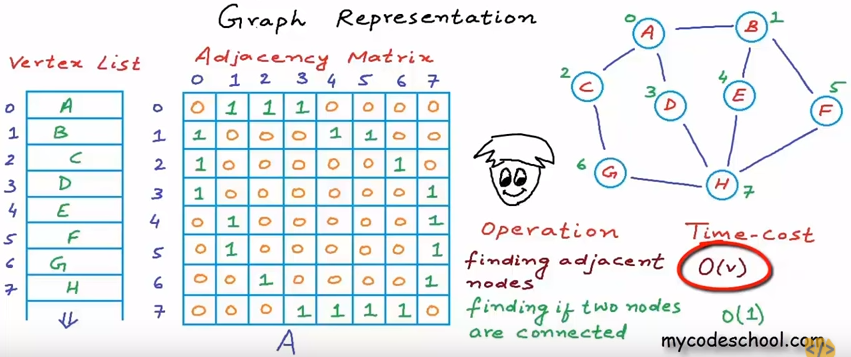 Graph Representation
Vertex List
0 A
1 B
2 C
3 D
4 E
5 F
6 G
7 H
Adjacency Matrix
0 1 2 3 4 5 6 7
0 0 1 1 1 0 0 0 0
1 1 0 0 0 1 1 0 0
2 1 0 0 0 0 0 1 0
3 1 0 0 0 0 0 0 1
4 0 1 0 0 0 0 0 1
5 0 1 0 0 0 0 0 1
6 0 0 1 0 0 0 0 1
7 0 0 0 1 1 1 1 0
A
0 A
B 1
2 C
3 D
4 E
5 F
6 G
H 7
Operation Time-cost
finding adjacent nodes O(v)
finding if two nodes are connected O(1)
mycodeschool.com
</>